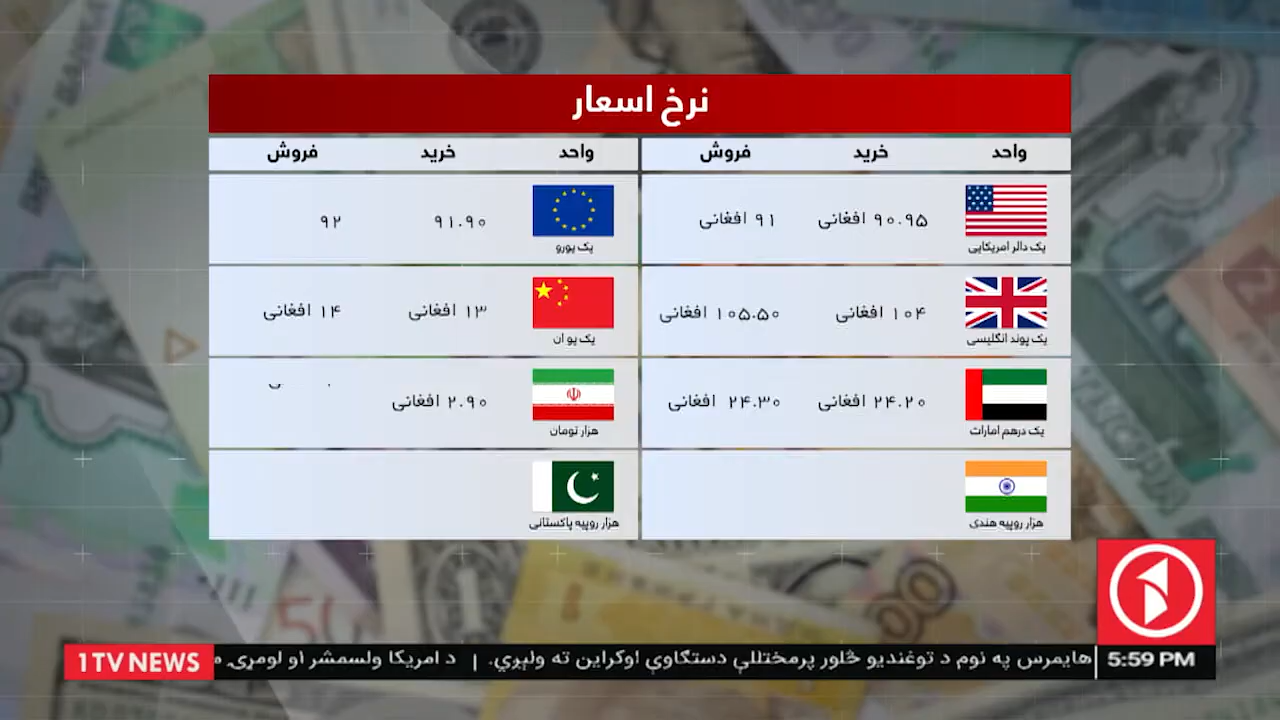 نرخ اسعار
واحد خرید فروش
واحد خرید فروش
۹۰.۹۵ افغانی ۹۱ افغانی
یک دالر امریکایی
۹۱.۹۰ ۹۲
یک یورو
۱۰۴ افغانی ۱۰۵.۵۰ افغانی
یک پوند انگلیسی
۱۳ افغانی ۱۴ افغانی
یک یو ان
۲۴.۲۰ افغانی ۲۴.۳۰ افغانی
یک درهم امارات
۲.۹۰ افغانی
هزار تومان
هزار روپیه هندی
هزار روپیه پاکستانی
5:59 PM
هایمرس په نوم د توغندیو څلور پرمختللي دستګاوې اوکراین ته ولېږي. | د امریکا ولسمشر او لومړۍ م
1TV NEWS